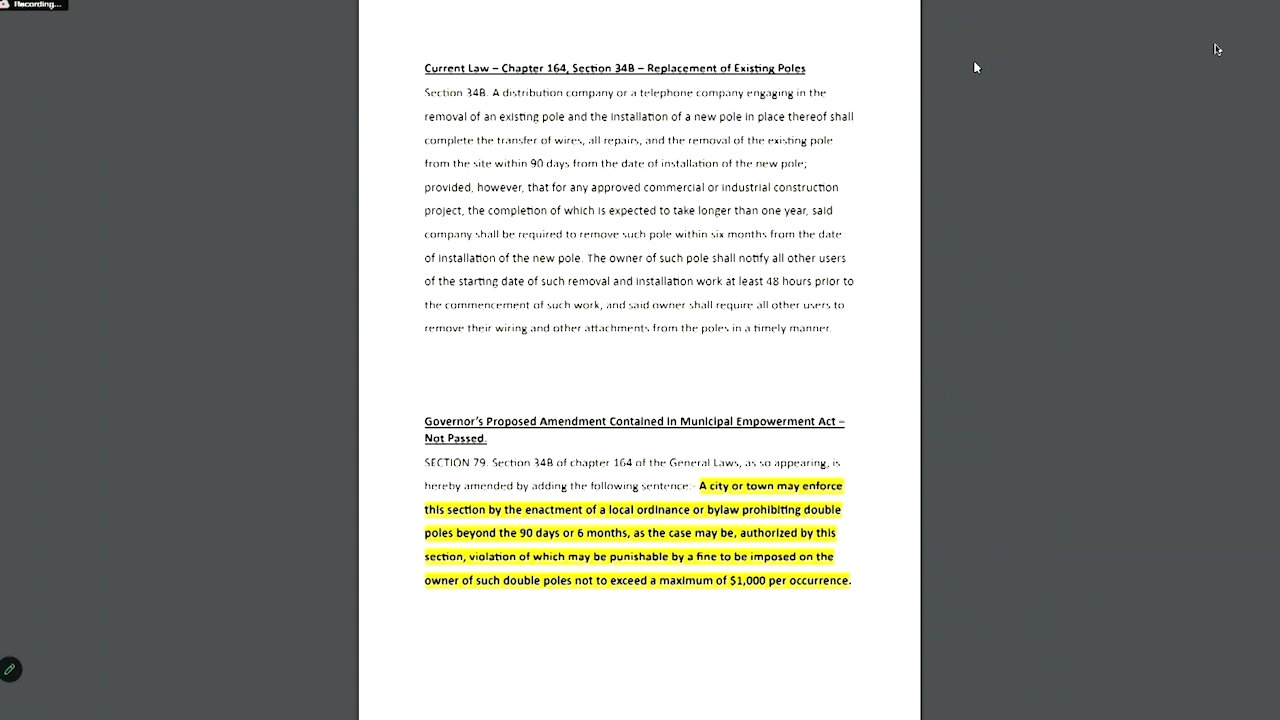 Recording...
Current Law – Chapter 164, Section 34B – Replacement of Existing Poles
Section 34B. A distribution company or a telephone company engaging in the
removal of an existing pole and the installation of a new pole in place thereof shall
complete the transfer of wires, all repairs, and the removal of the existing pole
from the site within 90 days from the date of installation of the new pole;
provided, however, that for any approved commercial or industrial construction
project, the completion of which is expected to take longer than one year, said
company shall be required to remove such pole within six months from the date
of installation of the new pole. The owner of such pole shall notify all other users
of the starting date of such removal and installation work at least 48 hours prior to
the commencement of such work, and said owner shall require all other users to
remove their wiring and other attachments from the poles in a timely manner.
Governor's Proposed Amendment Contained in Municipal Empowerment Act –
Not Passed.
SECTION 79. Section 34B of chapter 164 of the General Laws, as so appearing, is
hereby amended by adding the following sentence:- A city or town may enforce
this section by the enactment of a local ordinance or bylaw prohibiting double
poles beyond the 90 days or 6 months, as the case may be, authorized by this
section, violation of which may be punishable by a fine to be imposed on the
owner of such double poles not to exceed a maximum of $1,000 per occurrence.